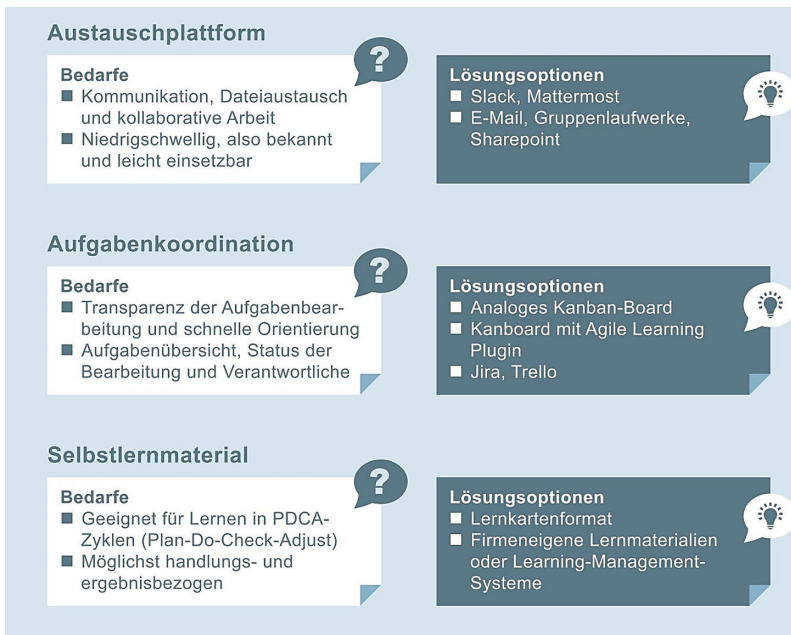 Austauschplattform
Bedarfe
■ Kommunikation, Dateiaustausch
und kollaborative Arbeit
■ Niedrigschwellig, also bekannt
und leicht einsetzbar
?
Lösungsoptionen
■ Slack, Mattermost
■ E-Mail, Gruppenlaufwerke,
Sharepoint
Aufgabenkoordination
Bedarfe
■ Transparenz der Aufgabenbear-
beitung und schnelle Orientierung
■ Aufgabenübersicht, Status der
Bearbeitung und Verantwortliche
?
Lösungsoptionen
■ Analoges Kanban-Board
■ Kanboard mit Agile Learning
Plugin
■ Jira, Trello
Selbstlernmaterial
Bedarfe
■ Geeignet für Lernen in PDCA-
Zyklen (Plan-Do-Check-Adjust)
■ Möglichst handlungs- und
ergebnisbezogen
?
Lösungsoptionen
■ Lernkartenformat
■ Firmeneigene Lernmaterialien
oder Learning-Management-
Systeme